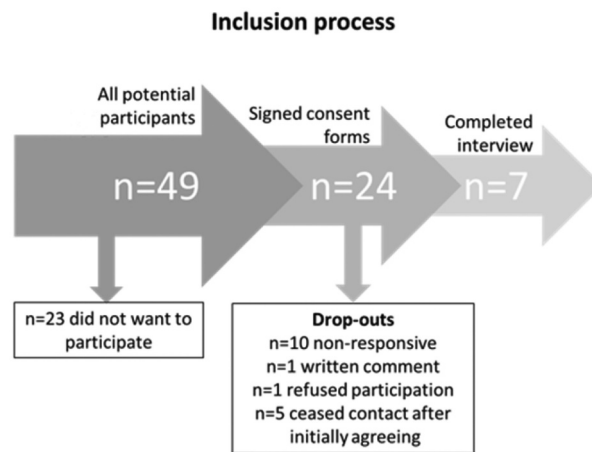 Inclusion process
All potential
participants
n=49
Signed consent
forms
n=24
Completed
interview
n=7
n=23 did not want to
participate
Drop-outs
n=10 non-responsive
n=1 written comment
n=1 refused participation
n=5 ceased contact after
initially agreeing